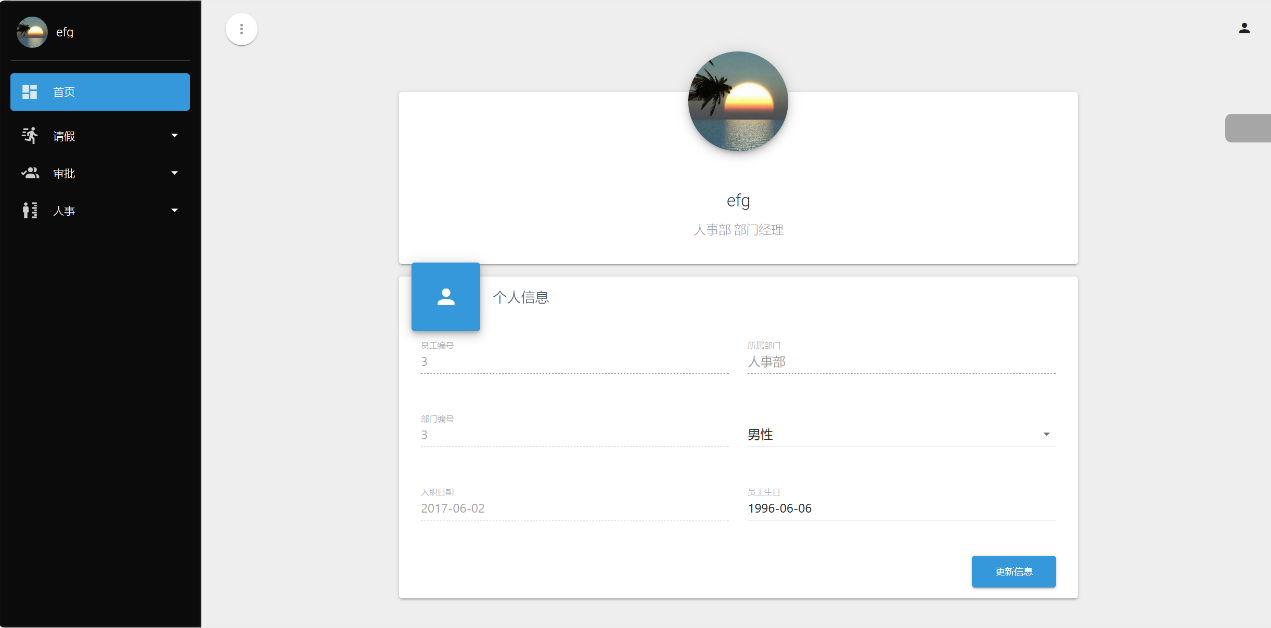 efg
首页
请假
审批
人事
efg
人事部 部门经理
个人信息
员工编号
3
所属部门
人事部
部门编号
3
男性
入职日期
2017-06-02
员工生日
1996-06-06
更新信息